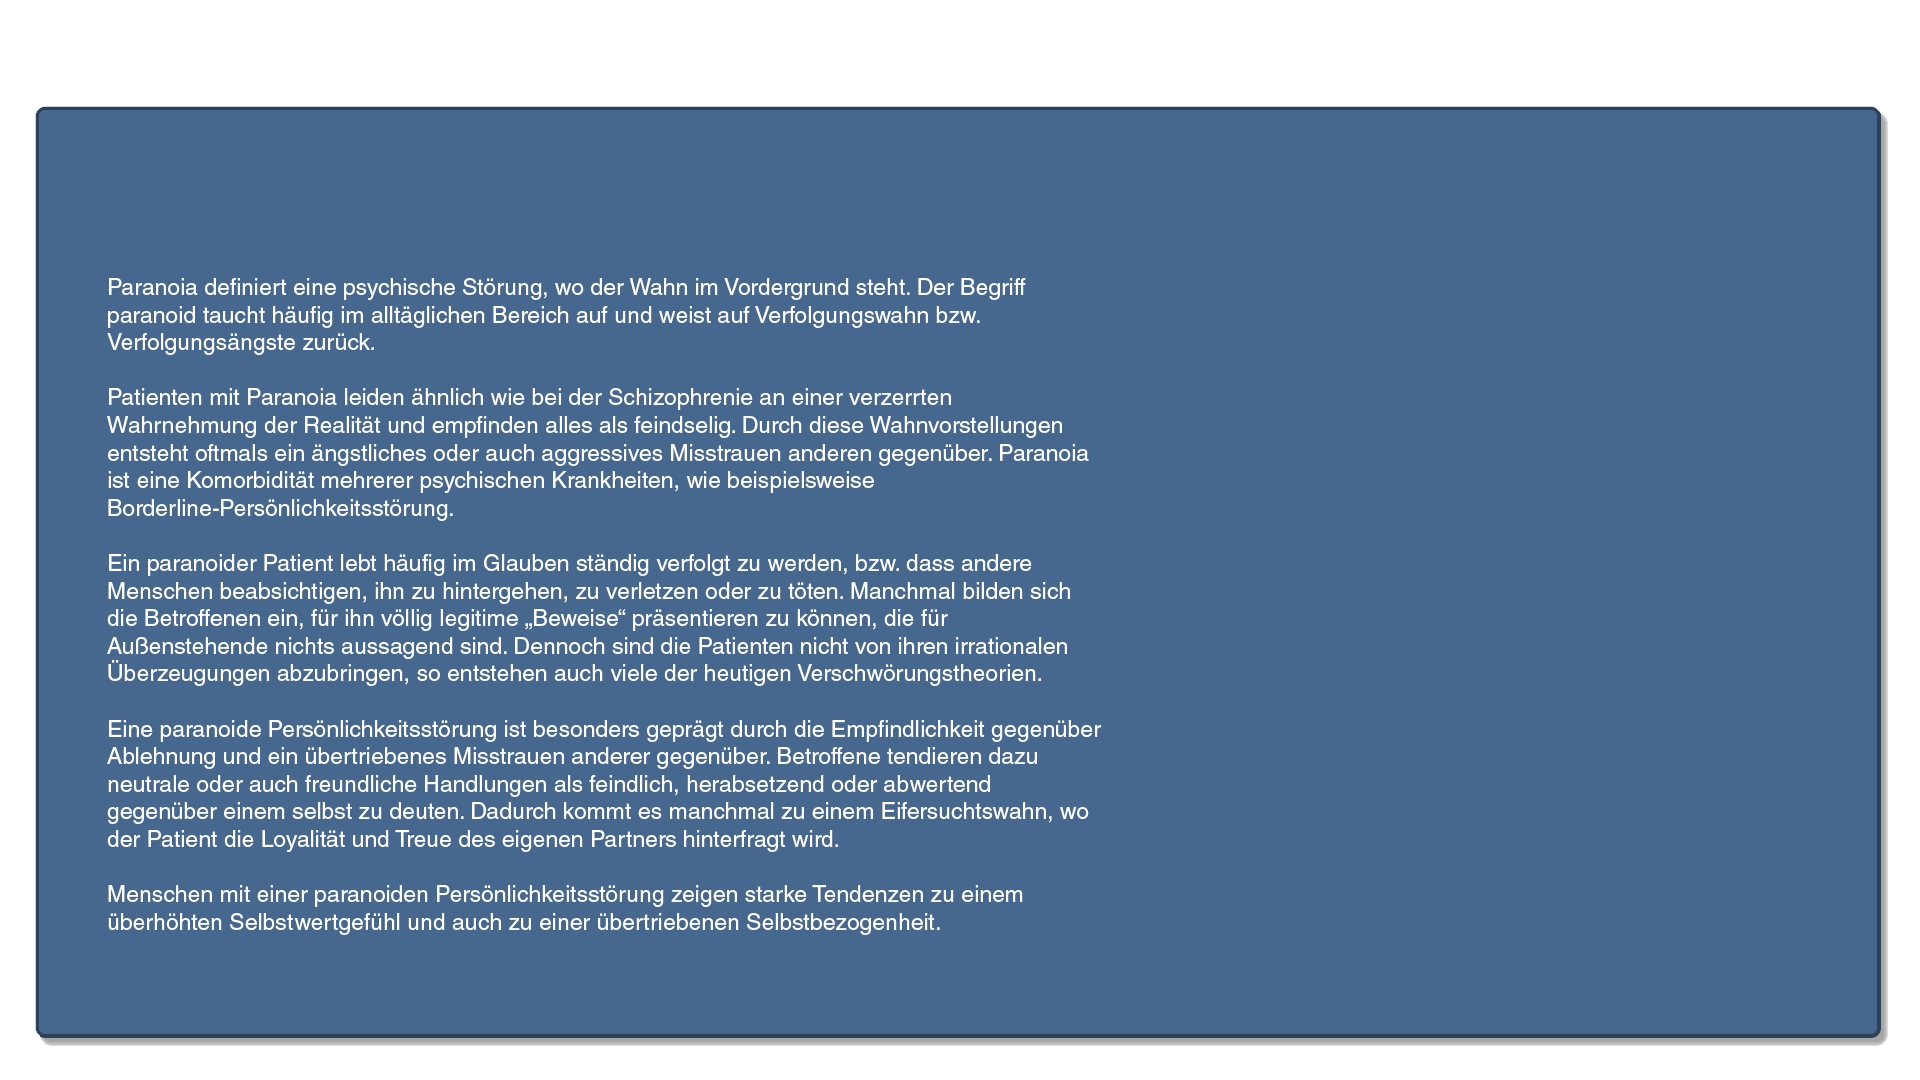 Paranoia definiert eine psychische Störung, wo der Wahn im Vordergrund steht. Der Begriff
paranoid taucht häufig im alltäglichen Bereich auf und weist auf Verfolgungswahn bzw.
Verfolgungsängste zurück.
Patienten mit Paranoia leiden ähnlich wie bei der Schizophrenie an einer verzerrten
Wahrnehmung der Realität und empfinden alles als feindselig. Durch diese Wahnvorstellungen
entsteht oftmals ein ängstliches oder auch aggressives Misstrauen anderen gegenüber. Paranoia
ist eine Komorbidität mehrerer psychischen Krankheiten, wie beispielsweise
Borderline-Persönlichkeitsstörung.
Ein paranoider Patient lebt häufig im Glauben ständig verfolgt zu werden, bzw. dass andere
Menschen beabsichtigen, ihn zu hintergehen, zu verletzen oder zu töten. Manchmal bilden sich
die Betroffenen ein, für ihn völlig legitime „Beweise“ präsentieren zu können, die für
Außenstehende nichts aussagend sind. Dennoch sind die Patienten nicht von ihren irrationalen
Überzeugungen abzubringen, so entstehen auch viele der heutigen Verschwörungstheorien.
Eine paranoide Persönlichkeitsstörung ist besonders geprägt durch die Empfindlichkeit gegenüber
Ablehnung und ein übertriebenes Misstrauen anderer gegenüber. Betroffene tendieren dazu
neutrale oder auch freundliche Handlungen als feindlich, herabsetzend oder abwertend
gegenüber einem selbst zu deuten. Dadurch kommt es manchmal zu einem Eifersuchtswahn, wo
der Patient die Loyalität und Treue des eigenen Partners hinterfragt wird.
Menschen mit einer paranoiden Persönlichkeitsstörung zeigen starke Tendenzen zu einem
überhöhten Selbstwertgefühl und auch zu einer übertriebenen Selbstbezogenheit.